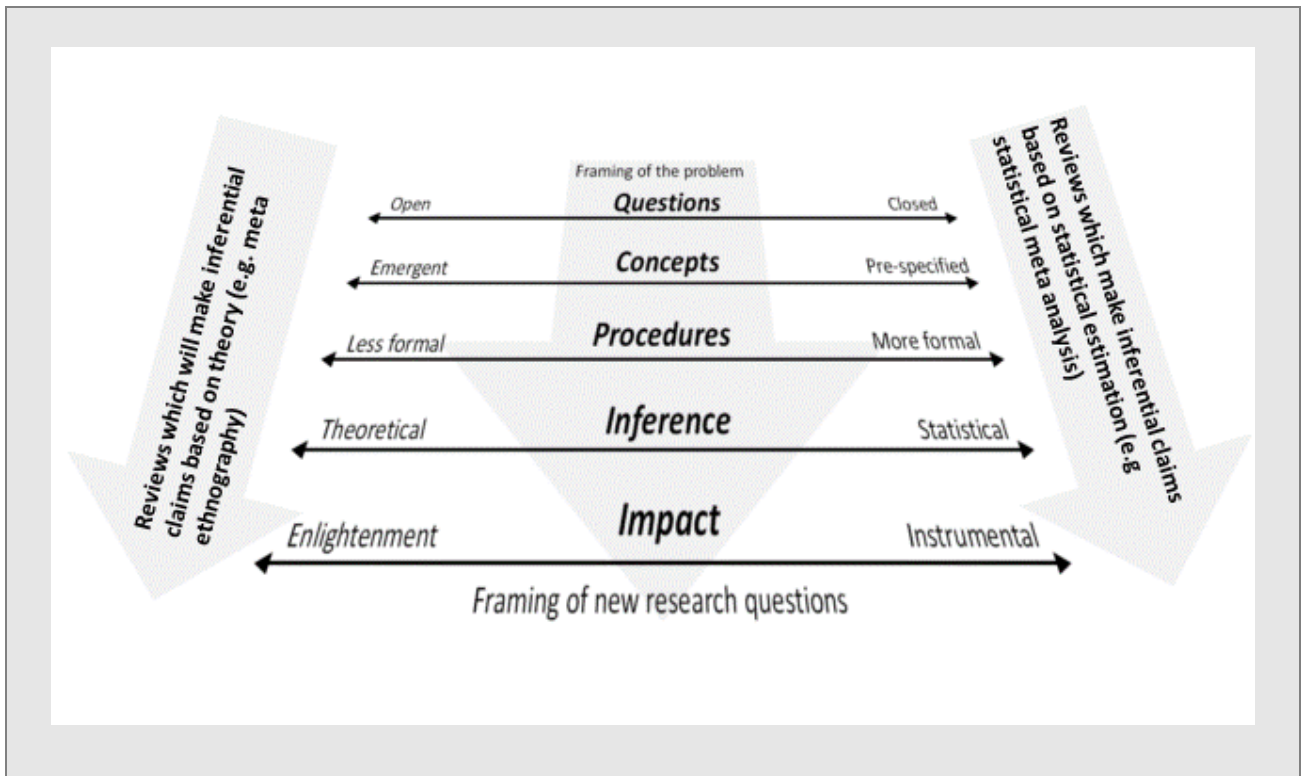 Reviews which will make inferential
claims based on theory (e.g. meta
ethnography)
Framing of the problem
Open Questions Closed
Emergent Concepts Pre-specified
Less formal Procedures More formal
Theoretical Inference Statistical
Enlightenment Impact Instrumental
Framing of new research questions
Reviews which make inferential claims
based on statistical estimation (e.g
statistical meta analysis)